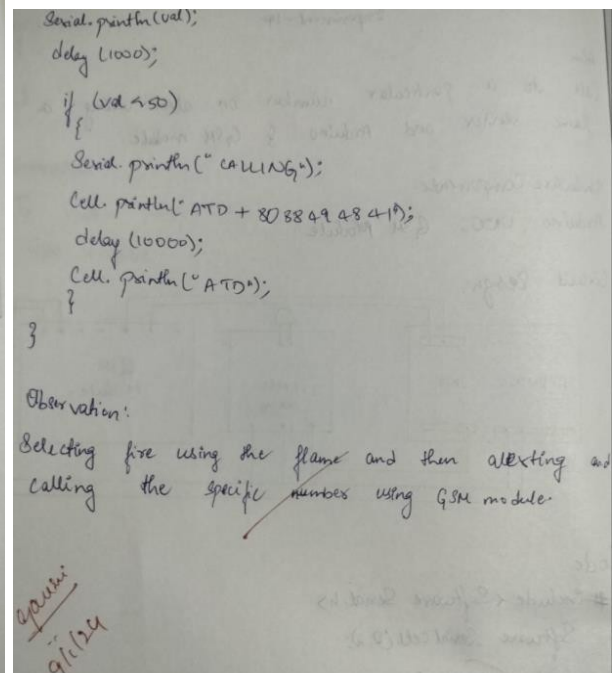 Serial.println(val);
delay (1000);
if (val <50)
{
Serial.println(" CALLING");
Cell.println(" ATD + 8088494841");
delay (10000);
Cell.println(" ATD");
}
}
Observation:
Selecting fire using the flame and then alerting and
calling the specific number using GSM module.
9/1/24